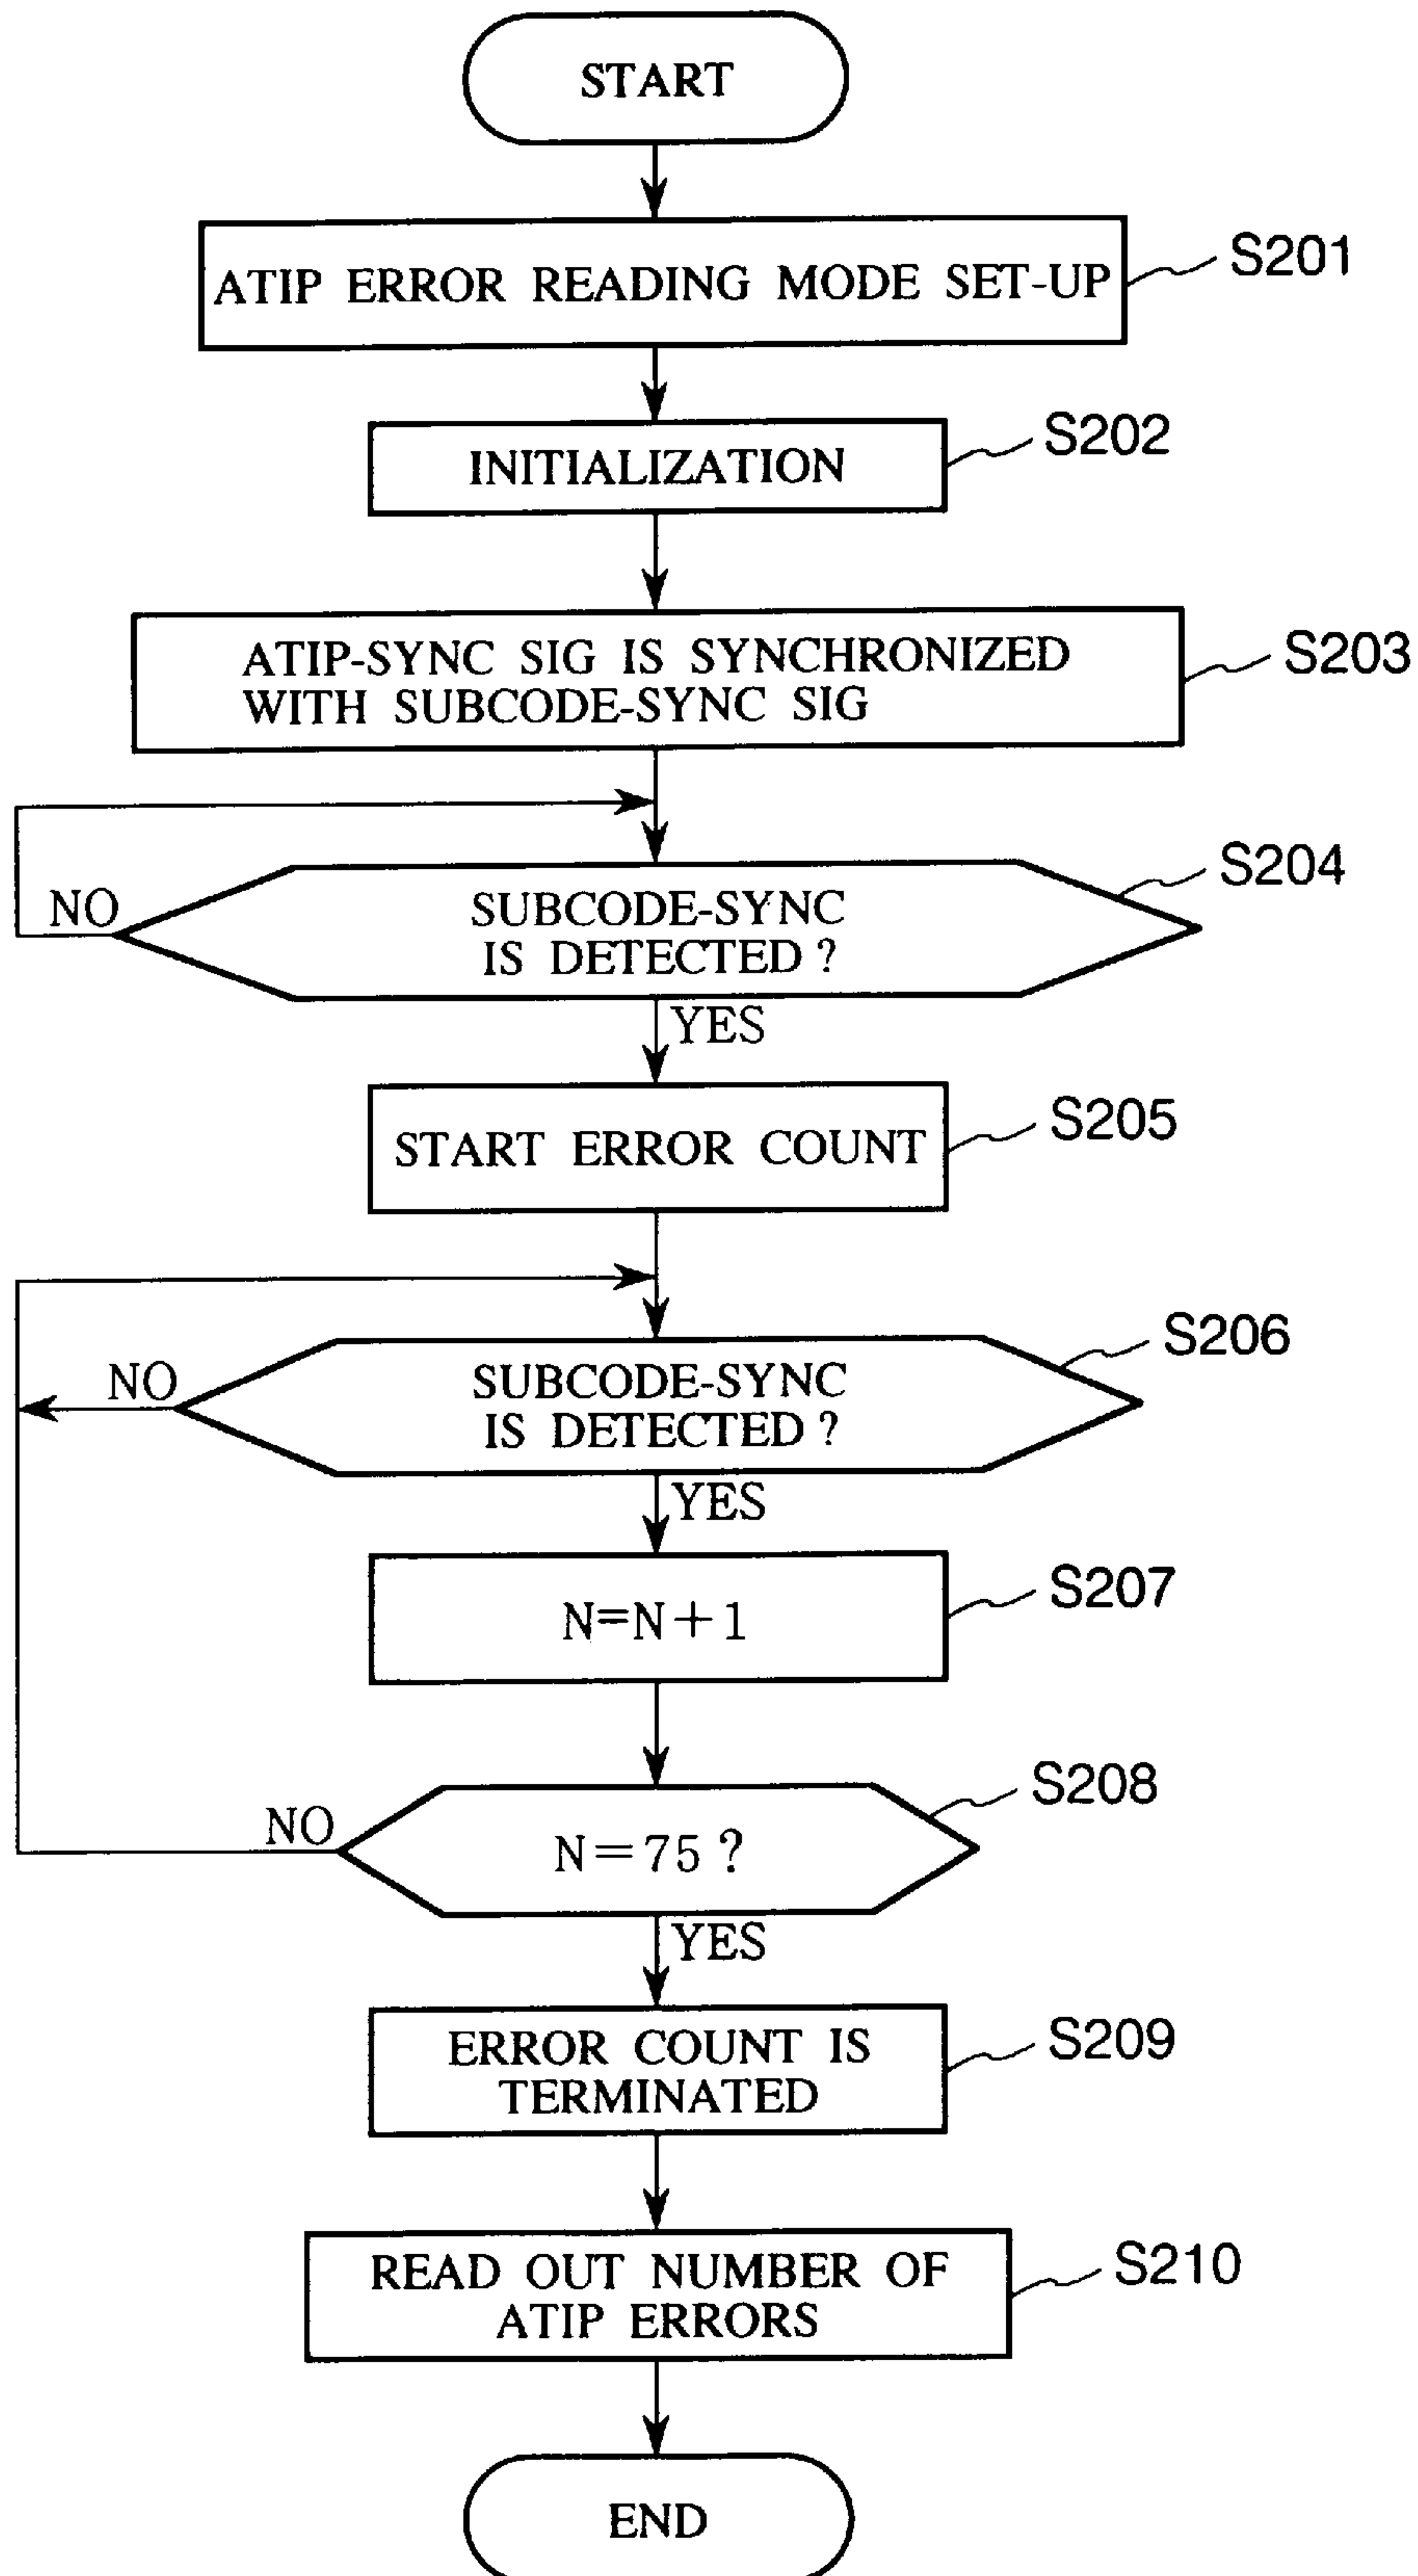 START
ATIP ERROR READING MODE SET-UP
S201
INITIALIZATION
S202
ATIP-SYNC SIG IS SYNCHRONIZED
WITH SUBCODE-SYNC SIG
S203
SUBCODE-SYNC
IS DETECTED ?
S204
NO
YES
START ERROR COUNT
S205
SUBCODE-SYNC
IS DETECTED ?
S206
NO
YES
N=N+1
S207
N=75 ?
S208
NO
YES
ERROR COUNT IS
TERMINATED
S209
READ OUT NUMBER OF
ATIP ERRORS
S210
END